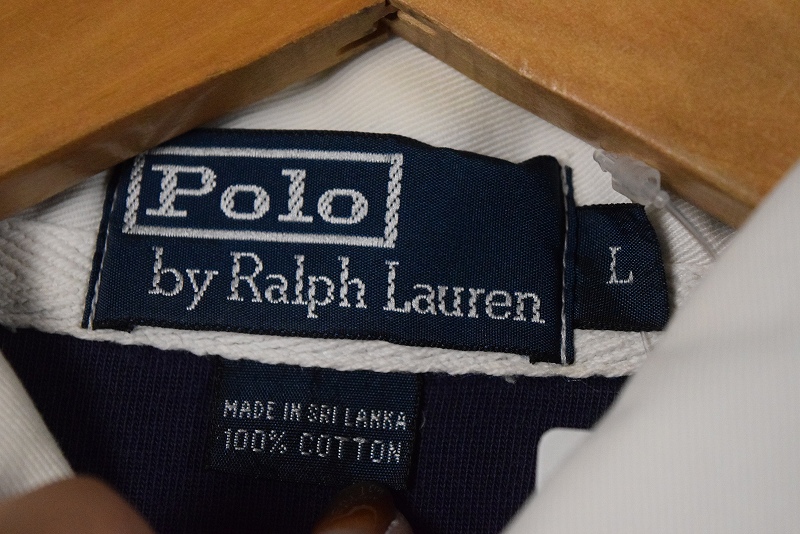 Polo
by Ralph Lauren
L
MADE IN SRI LANKA
100% COTTON